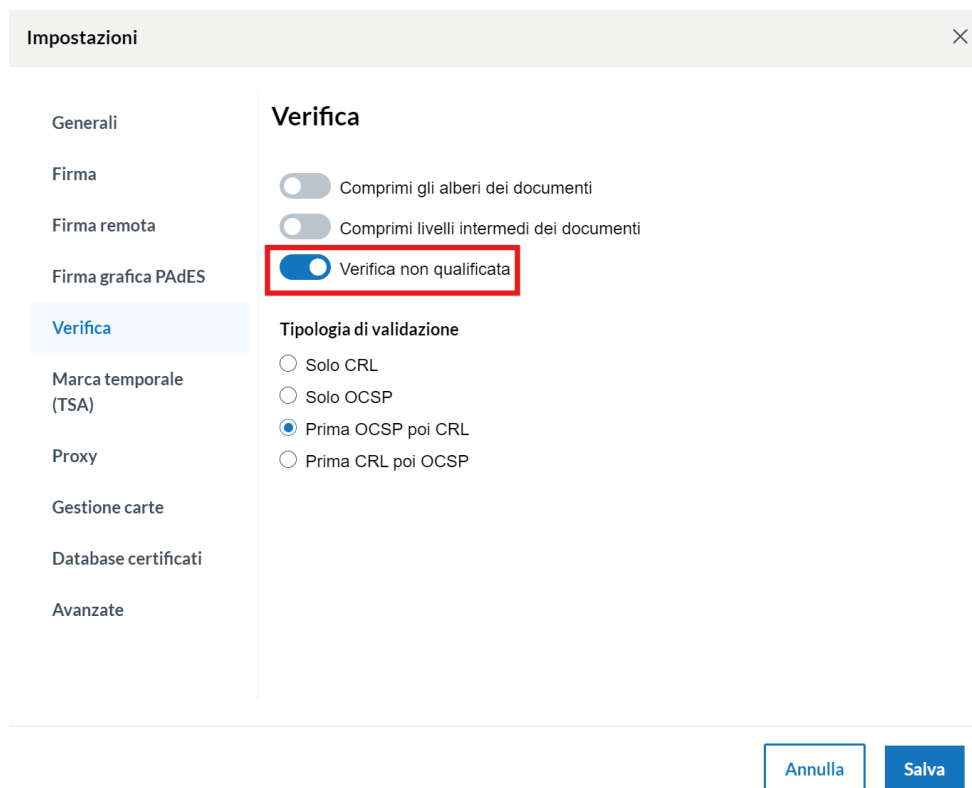 Impostazioni
Generali
Firma
Firma remota
Firma grafica PAdES
Verifica
Marca temporale
(TSA)
Proxy
Gestione carte
Database certificati
Avanzate
Verifica
Comprimi gli alberi dei documenti
Comprimi livelli intermedi dei documenti
Verifica non qualificata
Tipologia di validazione
Solo CRL
Solo OCSP
Prima OCSP poi CRL
Prima CRL poi OCSP
Annulla
Salva